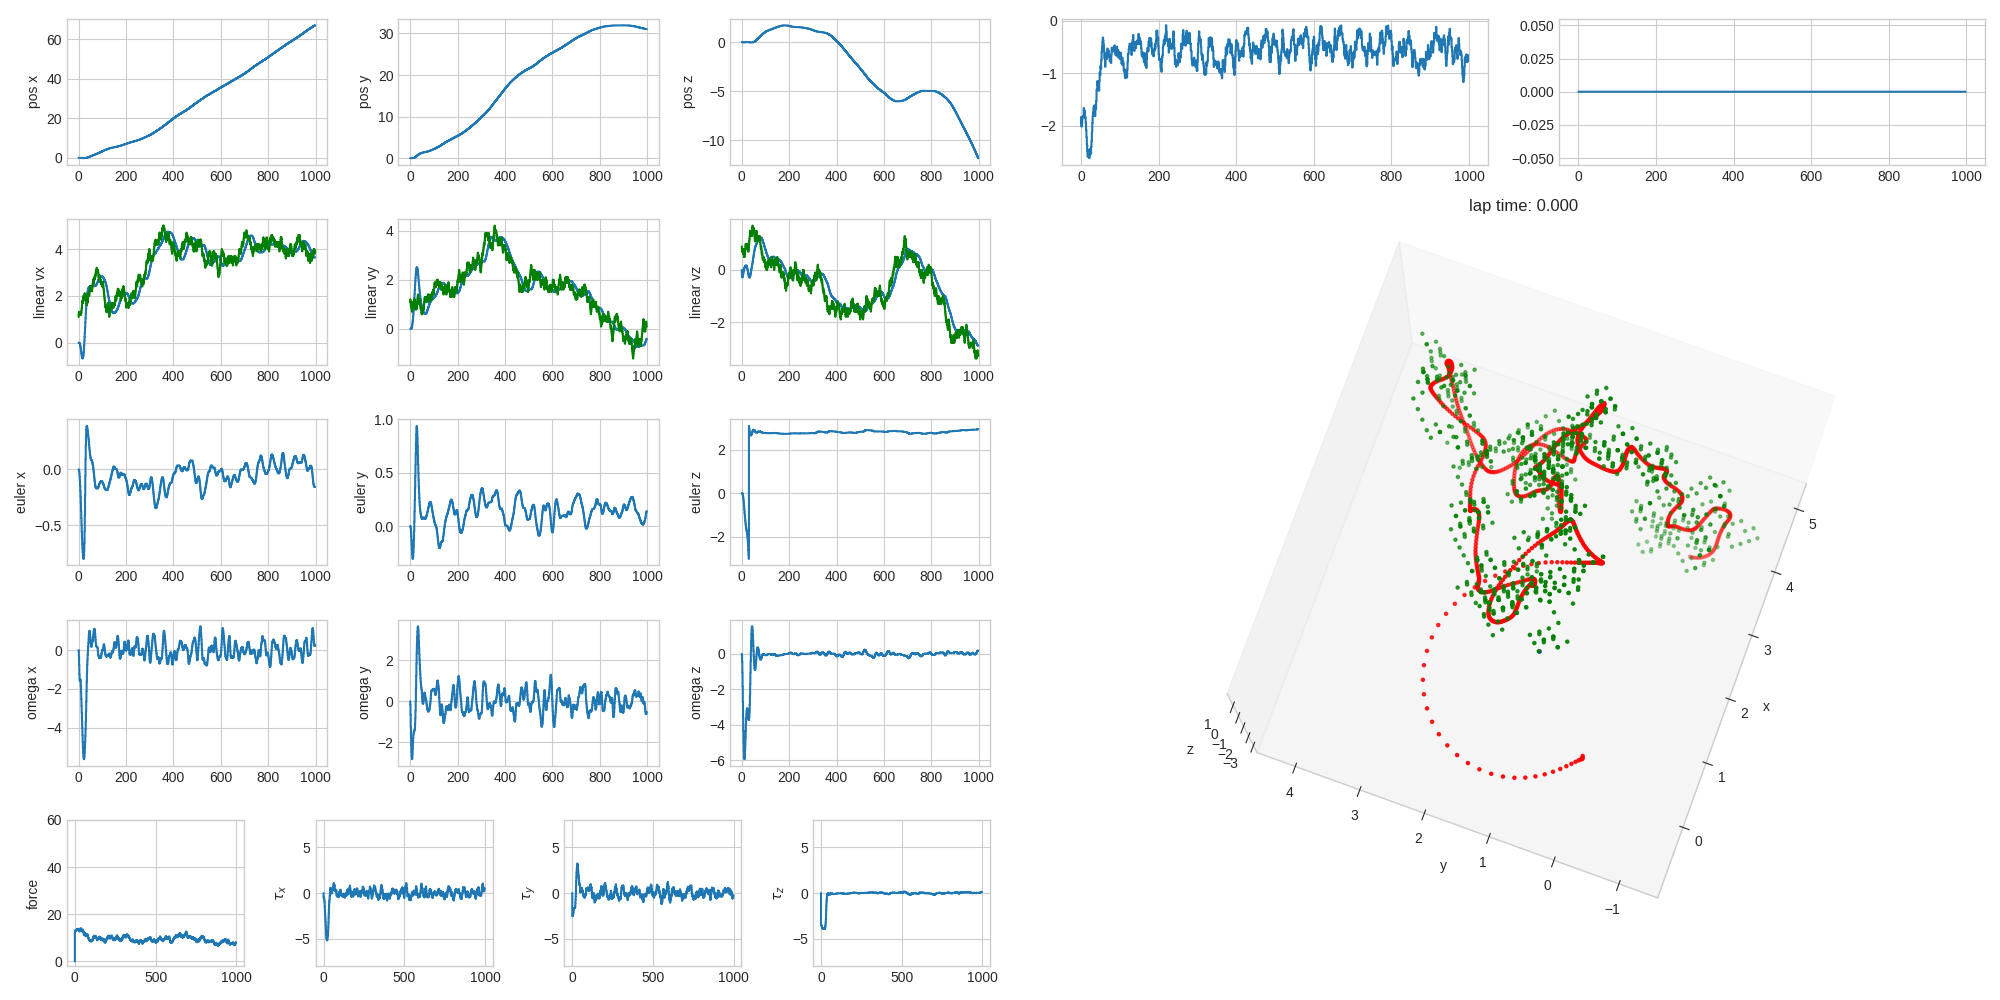 pos x
60
40
20
0
0 200 400 600 800 1000
pos y
30
20
10
0
0 200 400 600 800 1000
pos z
0
−5
−10
0 200 400 600 800 1000
0
−1
−2
0 200 400 600 800 1000
0.050
0.025
0.000
−0.025
−0.050
0 200 400 600 800 1000
lap time: 0.000
linear vx
4
2
0
0 200 400 600 800 1000
linear vy
4
2
0
0 200 400 600 800 1000
linear vz
0
−2
0 200 400 600 800 1000
euler x
0.0
−0.5
0 200 400 600 800 1000
euler y
1.0
0.5
0.0
0 200 400 600 800 1000
euler z
2
0
−2
0 200 400 600 800 1000
omega x
0
−2
−4
0 200 400 600 800 1000
omega y
2
0
−2
0 200 400 600 800 1000
omega z
0
−2
−4
−6
0 200 400 600 800 1000
force
60
40
20
0
0 500 1000
τx
5
0
−5
0 500 1000
τy
5
0
−5
0 500 1000
τz
5
0
−5
0 500 1000
z
1
0
−1
−2
−3
y
4
3
2
1
0
−1
x
5
4
3
2
1
0